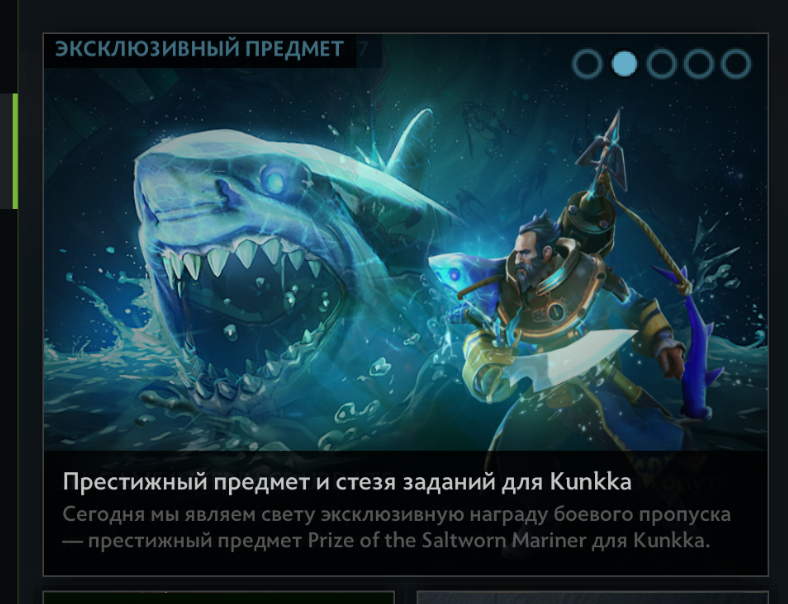 ЭКСКЛЮЗИВНЫЙ ПРЕДМЕТ
Престижный предмет и стезя заданий для Kunkka
Сегодня мы являем свету эксклюзивную награду боевого пропуска
— престижный предмет Prize of the Saltworn Mariner для Kunkka.